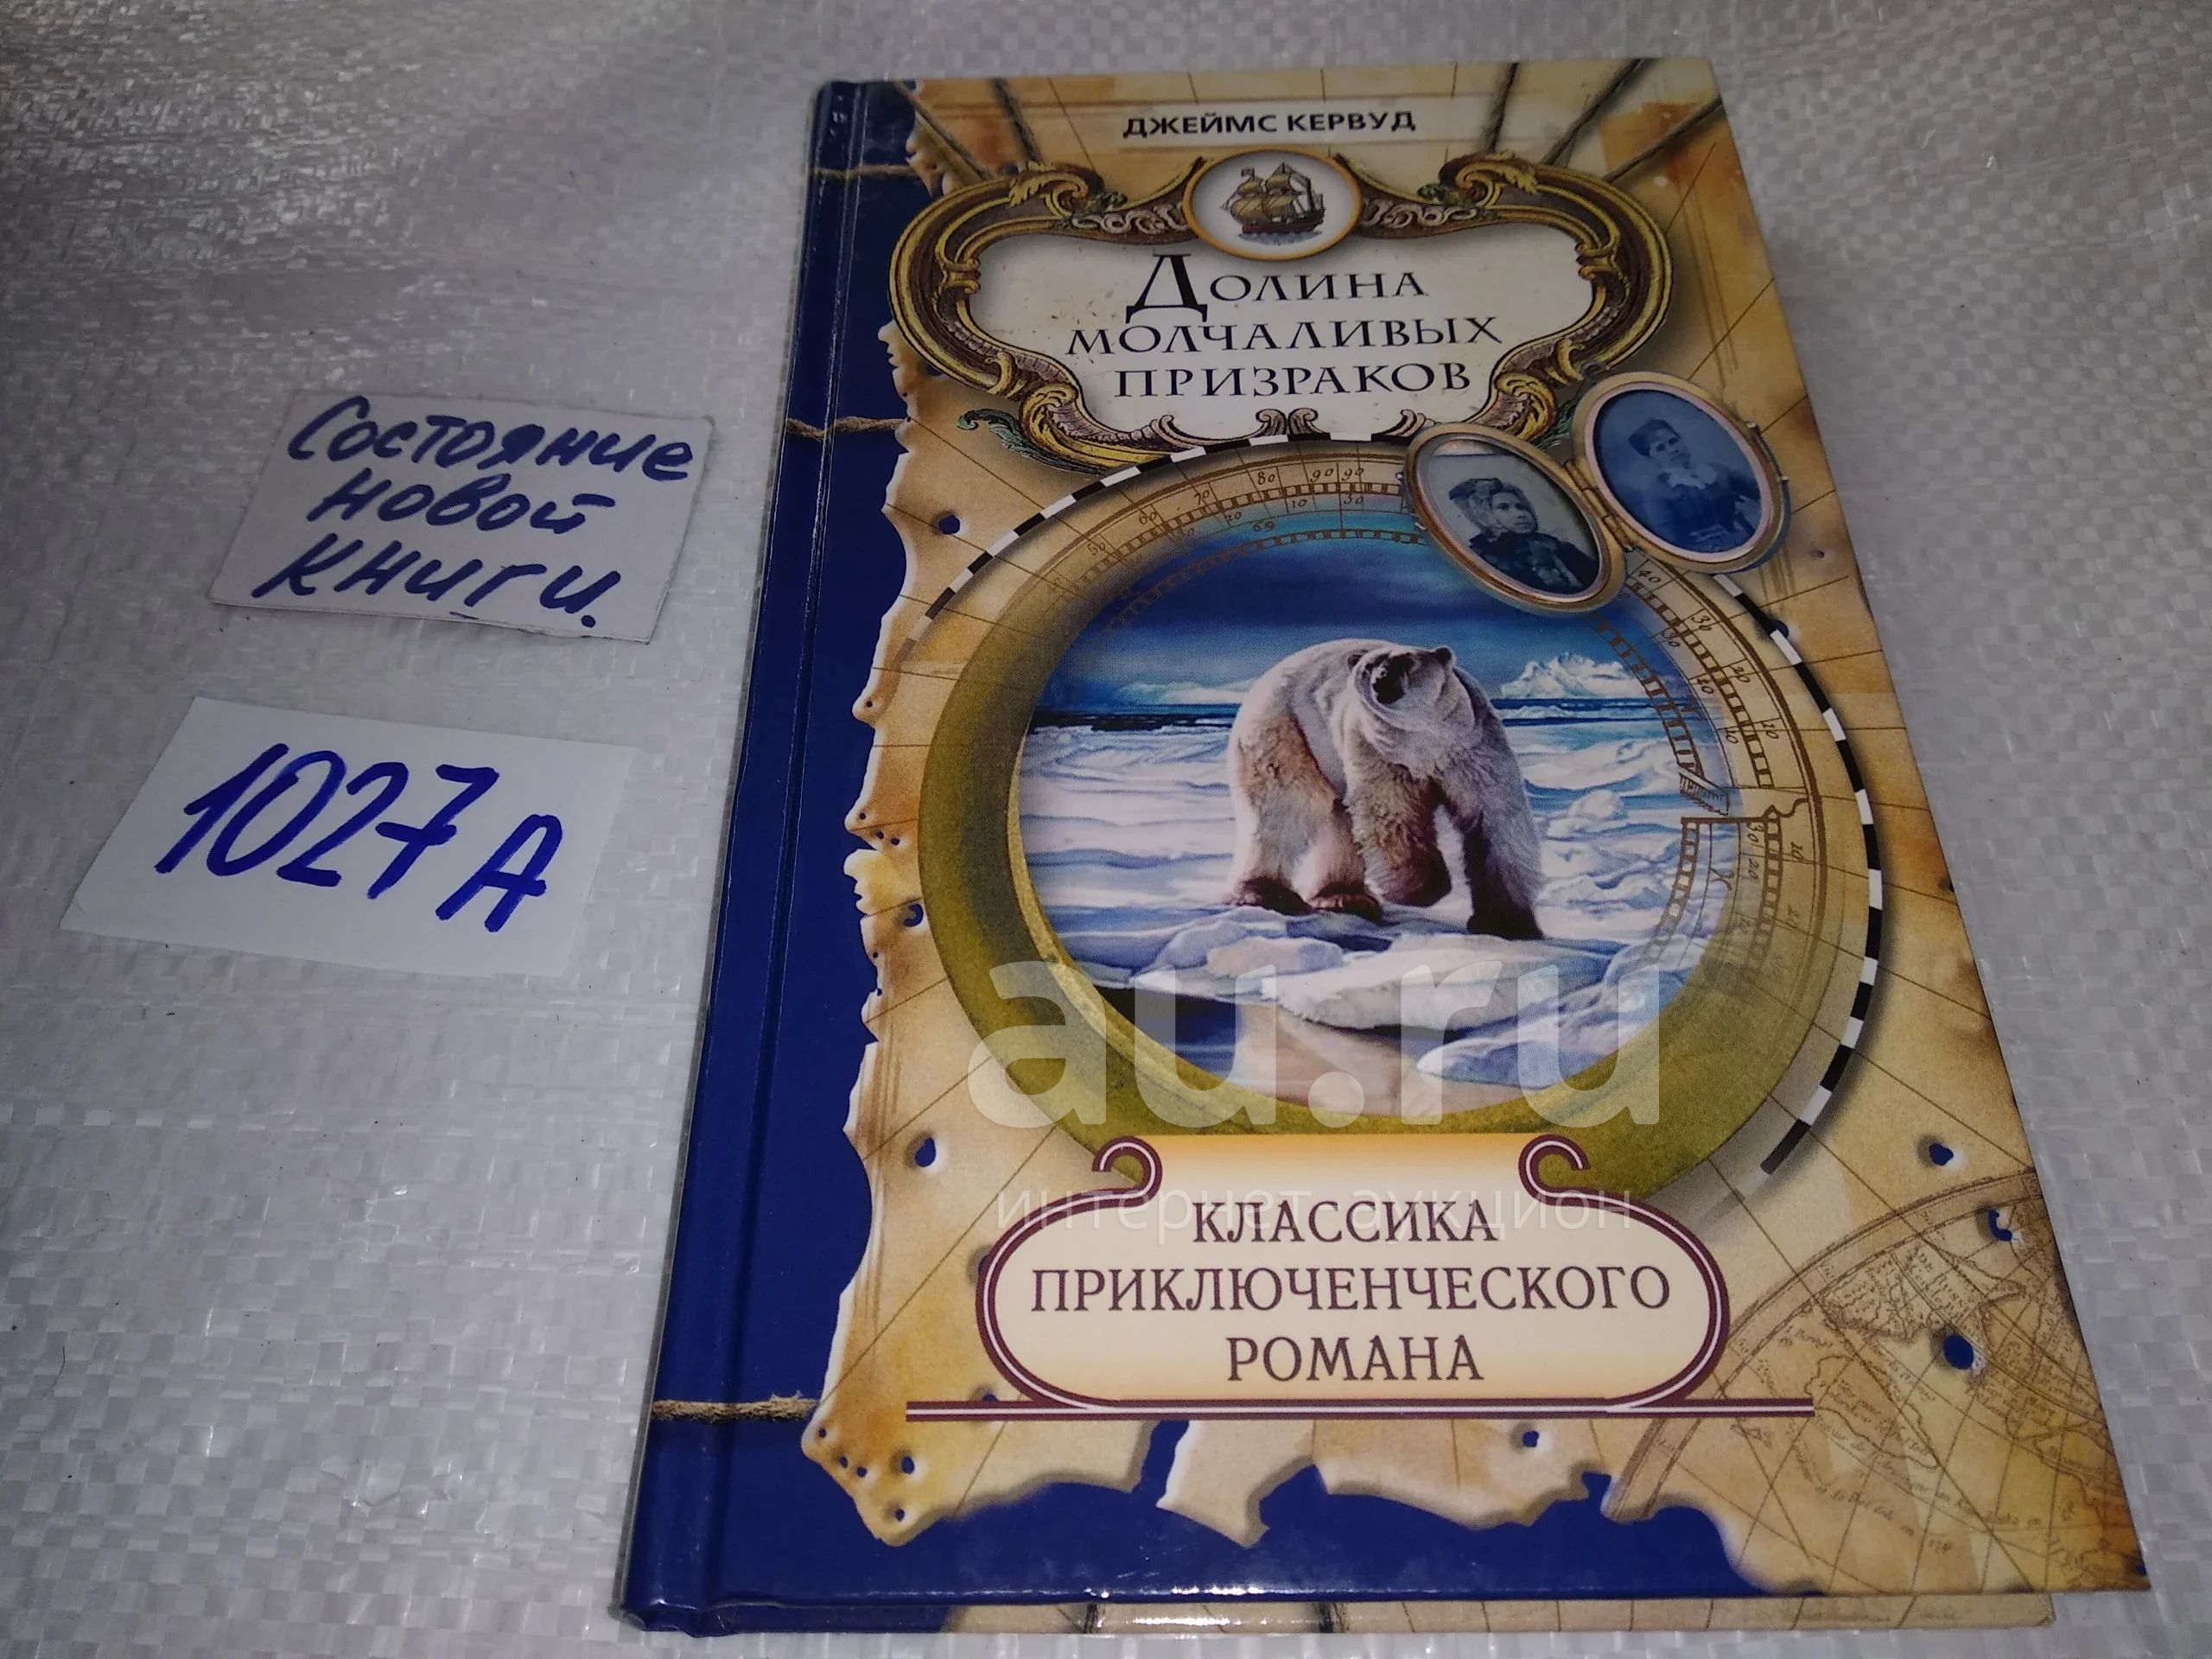 ДЖЕЙМС КЕРВУД
ДОЛИНА
МОЛЧАЛИВЫХ
ПРИЗРАКОВ
Состояние
новой
книги.
1027А
au.ru
интернет аукцион
КЛАССИКА
ПРИКЛЮЧЕНЧЕСКОГО
РОМАНА